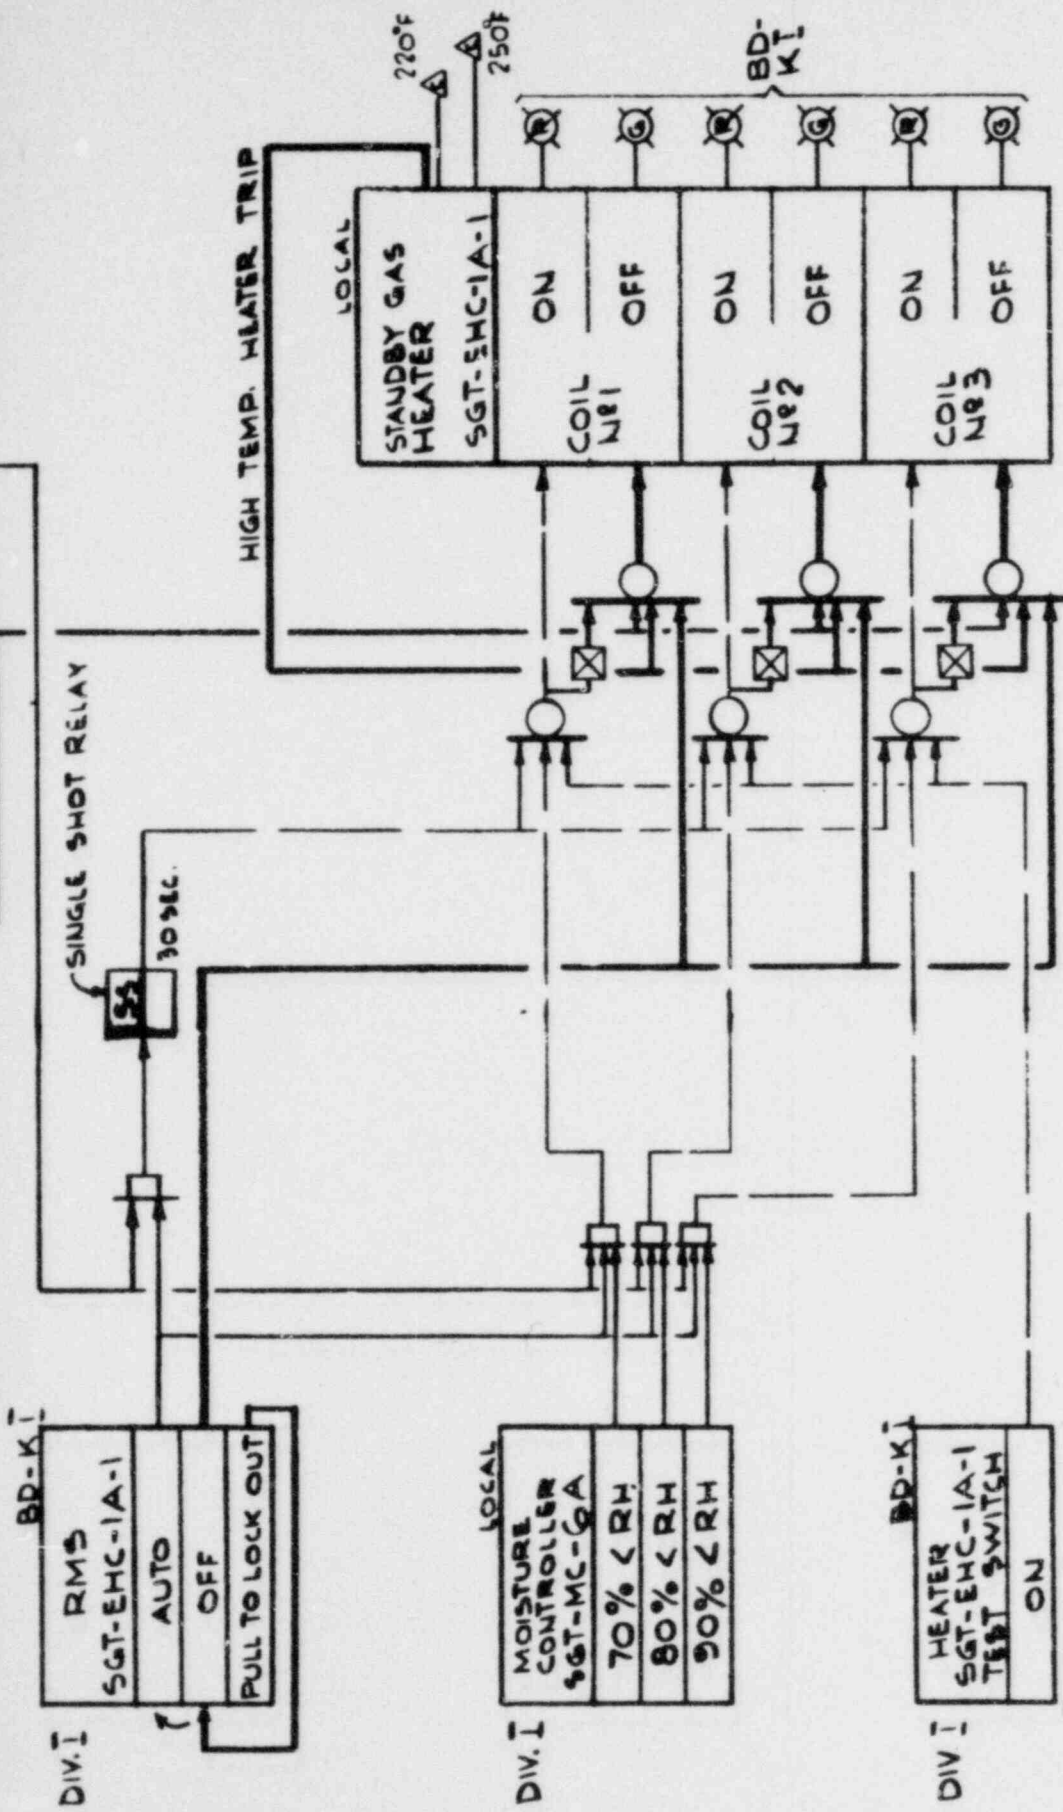 BD-K I
DIV. I
RMS
SGT-EHC-1A-1
AUTO
OFF
PULL TO LOCK OUT
SINGLE SHOT RELAY
SS
30 SEC.
HIGH TEMP. HEATER TRIP
LOCAL
DIV. I
MOISTURE
CONTROLLER
SGT-MC-6A
70% < RH
80% < RH
90% < RH
BD-K I
DIV I
HEATER
SGT-EHC-1A-1
TEST SWITCH
ON
LOCAL
STANDBY GAS
HEATER
SGT-EHC-1A-1
220°F
250°F
COIL
Nº1
ON
OFF
R
G
COIL
Nº2
ON
OFF
R
G
COIL
Nº3
ON
OFF
R
G
BD-
K I